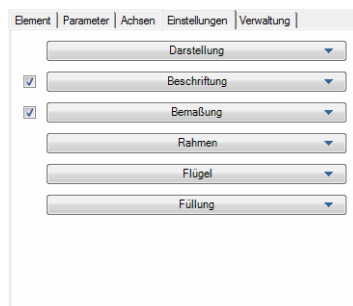 Element Parameter Achsen Einstellungen Verwaltung
Darstellung
Beschriftung
Bemaßung
Rahmen
Flügel
Füllung